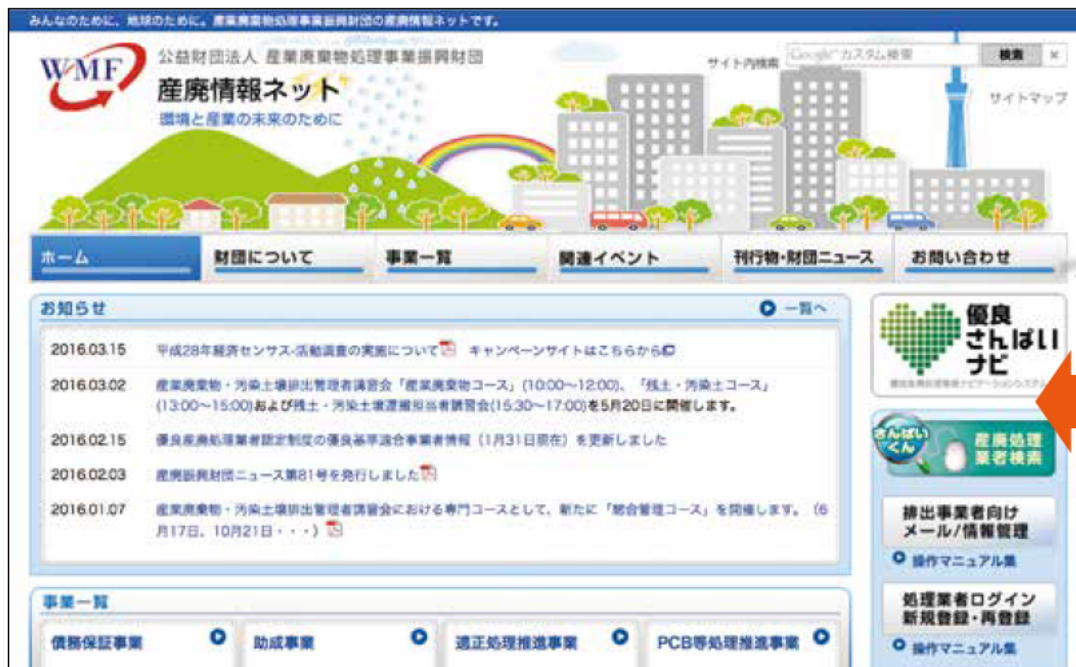 みんなのために、地球のために。産業廃棄物処理事業振興財団の産廃情報ネットです。
WMF
公益財団法人 産業廃棄物処理事業振興財団
産廃情報ネット
環境と産業の未来のために
サイト内検索
Google カスタム検索
検索
×
サイトマップ
ホーム
財団について
事業一覧
関連イベント
刊行物・財団ニュース
お問い合わせ
お知らせ
一覧へ
2016.03.15 平成28年経済センサス-活動調査の実施について キャンペーンサイトはこちらから
2016.03.02 産業廃棄物・汚染土壌排出管理者講習会「産業廃棄物コース」(10:00~12:00)、「残土・汚染土コース」
(13:00~15:00)および残土・汚染土壌運搬担当者講習会(15:30~17:00)を5月20日に開催します。
2016.02.15 優良産廃処理業者認定制度の優良基準適合事業者情報(1月31日現在)を更新しました
2016.02.03 産廃振興財団ニュース第81号を発行しました
2016.01.07 産業廃棄物・汚染土壌排出管理者講習会における専門コースとして、新たに「総合管理コース」を開催します。(6
月17日、10月21日・・・)
優良
さんぱい
ナビ
優良産廃処理業者ナビゲーションシステム
さんぱい
くん
産廃処理
業者検索
排出事業者向け
メール/情報管理
操作マニュアル集
処理業者ログイン
新規登録・再登録
操作マニュアル集
事業一覧
債務保証事業
助成事業
適正処理推進事業
PCB等処理推進事業